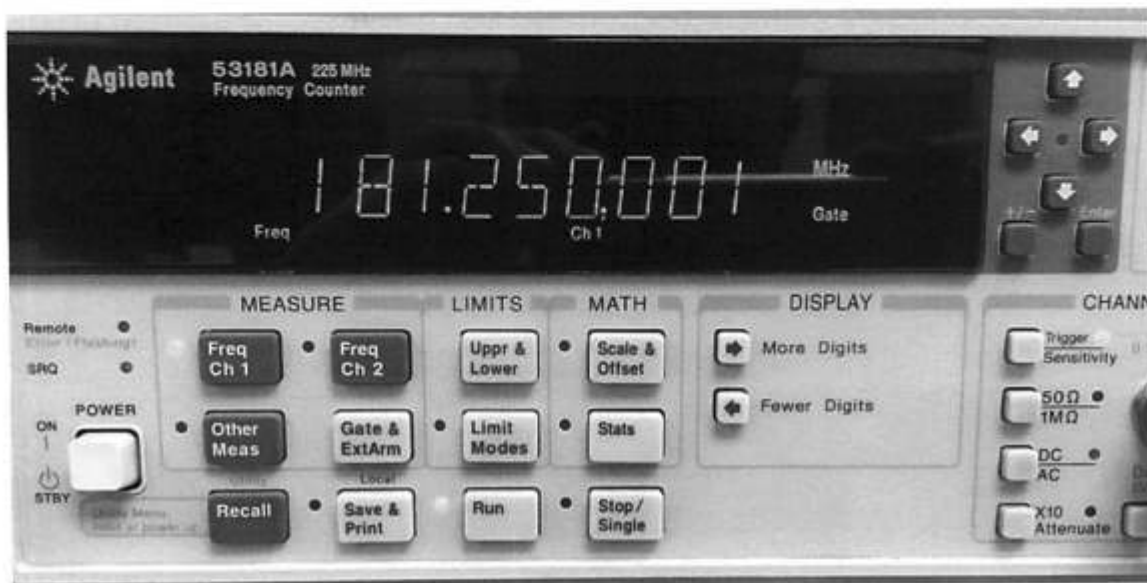 Agilent
53181A 225 MHz
Frequency Counter
181.250,001 MHz
Freq Ch 1 Gate
+/- Enter
MEASURE LIMITS MATH DISPLAY
Remote
SRQ
POWER
ON
STBY
Freq
Ch 1
Freq
Ch 2
Uppr &
Lower
Scale &
Offset
More Digits
Other
Meas
Gate &
ExtArm
Limit
Modes
Stats
Fewer Digits
Local
Recall
Save &
Print
Run
Stop /
Single
Trigger
Sensitivity
50Ω
1MΩ
DC
AC
X10
Attenuate